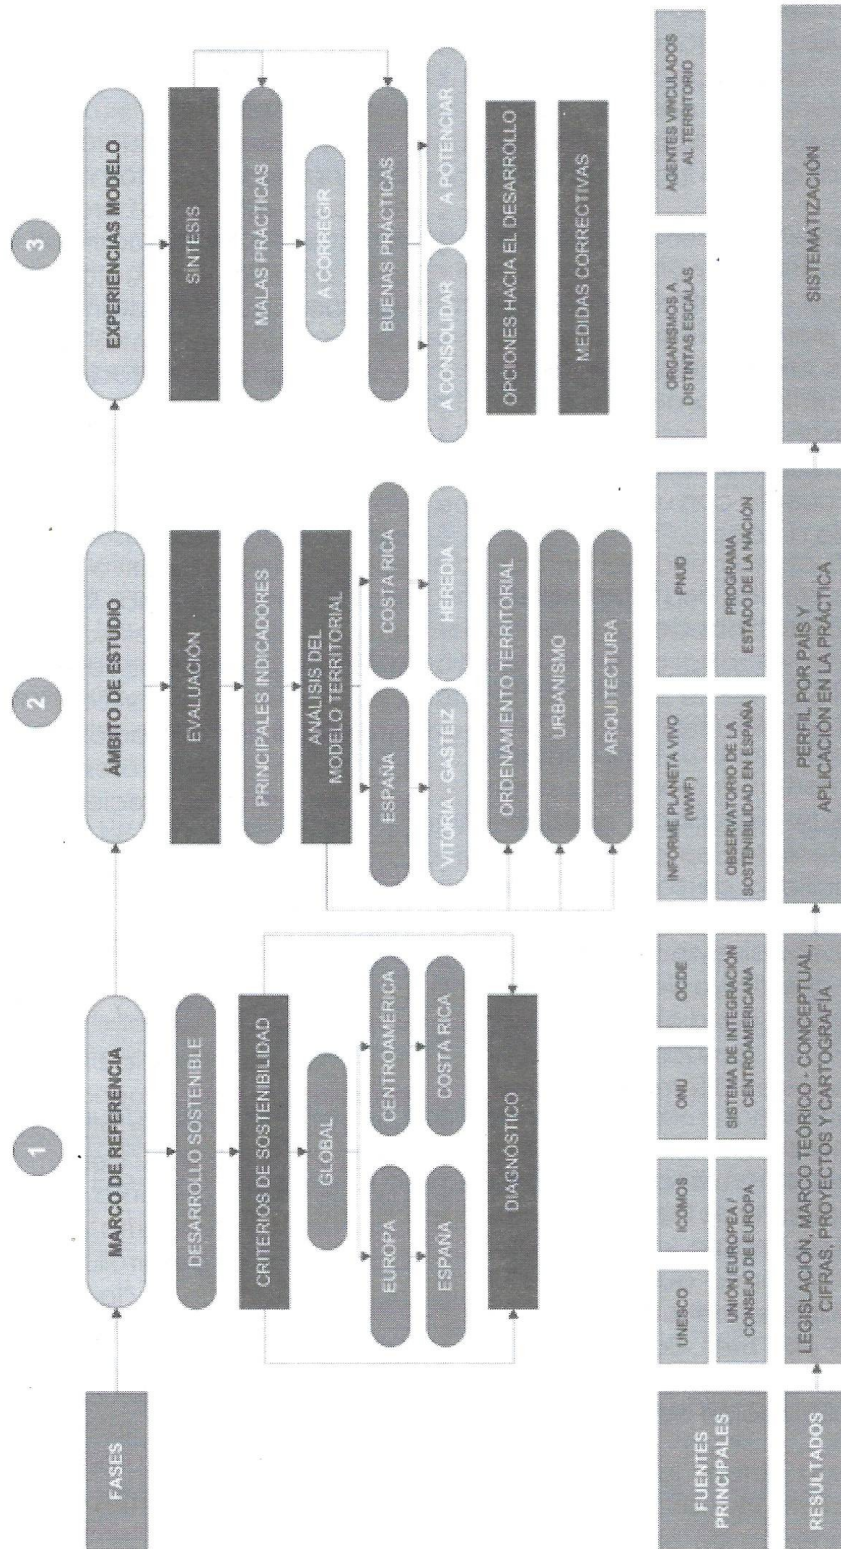 FASES
1
MARCO DE REFERENCIA
DESARROLLO SOSTENIBLE
CRITERIOS DE SOSTENIBILIDAD
GLOBAL
EUROPA
CENTROAMÉRICA
ESPAÑA
COSTA RICA
DIAGNÓSTICO
2
ÁMBITO DE ESTUDIO
EVALUACIÓN
PRINCIPALES INDICADORES
ANÁLISIS DEL
MODELO TERRITORIAL
ESPAÑA
COSTA RICA
VITORIA - GASTEIZ
HEREDIA
ORDENAMIENTO TERRITORIAL
URBANISMO
ARQUITECTURA
3
EXPERIENCIAS MODELO
SÍNTESIS
MALAS PRÁCTICAS
A CORREGIR
BUENAS PRÁCTICAS
A CONSOLIDAR
A POTENCIAR
OPCIONES HACIA EL DESARROLLO
MEDIDAS CORRECTIVAS
FUENTES
PRINCIPALES
UNESCO
ICOMOS
ONU
OCDE
UNIÓN EUROPEA /
CONSEJO DE EUROPA
SISTEMA DE INTEGRACIÓN
CENTROAMERICANA
INFORME PLANETA VIVO
(WWF)
PNUD
OBSERVATORIO DE LA
SOSTENIBILIDAD EN ESPAÑA
PROGRAMA
ESTADO DE LA NACIÓN
ORGANISMOS A
DISTINTAS ESCALAS
AGENTES VINCULADOS
AL TERRITORIO
RESULTADOS
LEGISLACIÓN, MARCO TEÓRICO - CONCEPTUAL,
CIFRAS, PROYECTOS Y CARTOGRAFÍA
PERFIL POR PAÍS Y
APLICACIÓN EN LA PRÁCTICA
SISTEMATIZACIÓN